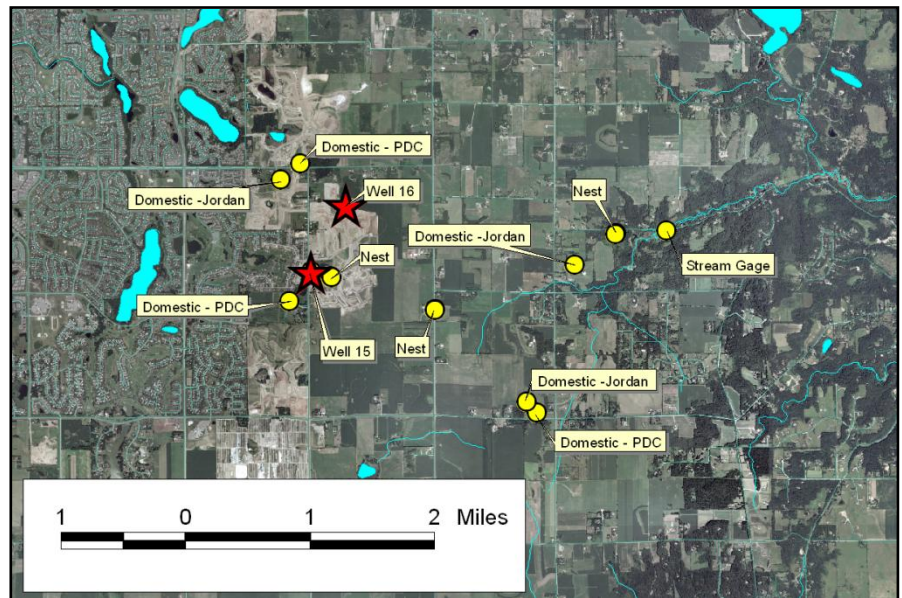 Domestic - PDC
Domestic -Jordan
Well 16
Nest
Domestic -Jordan
Stream Gage
Nest
Domestic - PDC
Well 15
Nest
Domestic -Jordan
Domestic - PDC
1 0 1 2 Miles